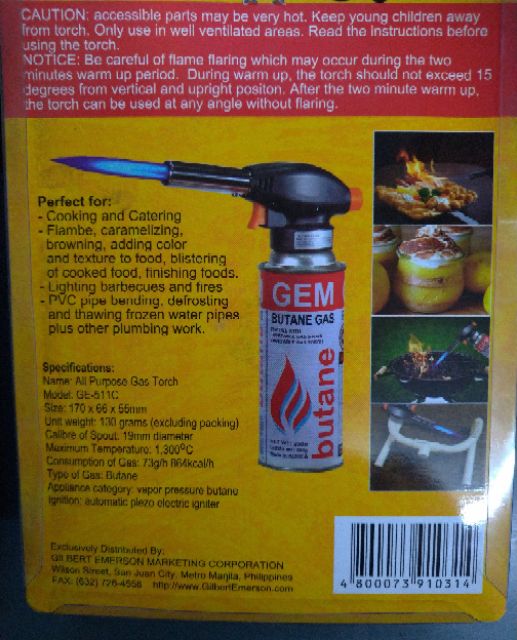 CAUTION: accessible parts may be very hot. Keep young children away
from torch. Only use in well ventilated areas. Read the instructions before
using the torch.
NOTICE: Be careful of flame flaring which may occur during the two
minutes warm up period. During warm up, the torch should not exceed 15
degrees from vertical and upright positon. After the two minute warm up,
the torch can be used at any angle without flaring.
Perfect for:
- Cooking and Catering
- Flambe, caramelizing,
browning, adding color
and texture to food, blistering
of cooked food, finishing foods.
- Lighting barbecues and fires
- PVC pipe bending, defrosting
and thawing frozen water pipes
plus other plumbing work.
GEM
BUTANE GAS
butane
Specifications:
Name: All Purpose Gas Torch
Model: GE-511C
Size: 170 x 66 x 55mm
Unit weight: 130 grams (excluding packing)
Calibre of Spout: 19mm diameter
Maximum Temperature: 1,300°C
Consumption of Gas: 73g/h 864kcal/h
Type of Gas: Butane
Appliance category: vapor pressure butane
Ignition: automatic piezo electric igniter
Exclusively Distributed By:
GILBERT EMERSON MARKETING CORPORATION
Wilson Street, San Juan City, Metro Manila, Philippines
FAX: (632) 726-4556 http://www.GilbertEmerson.com
4 800073 910314